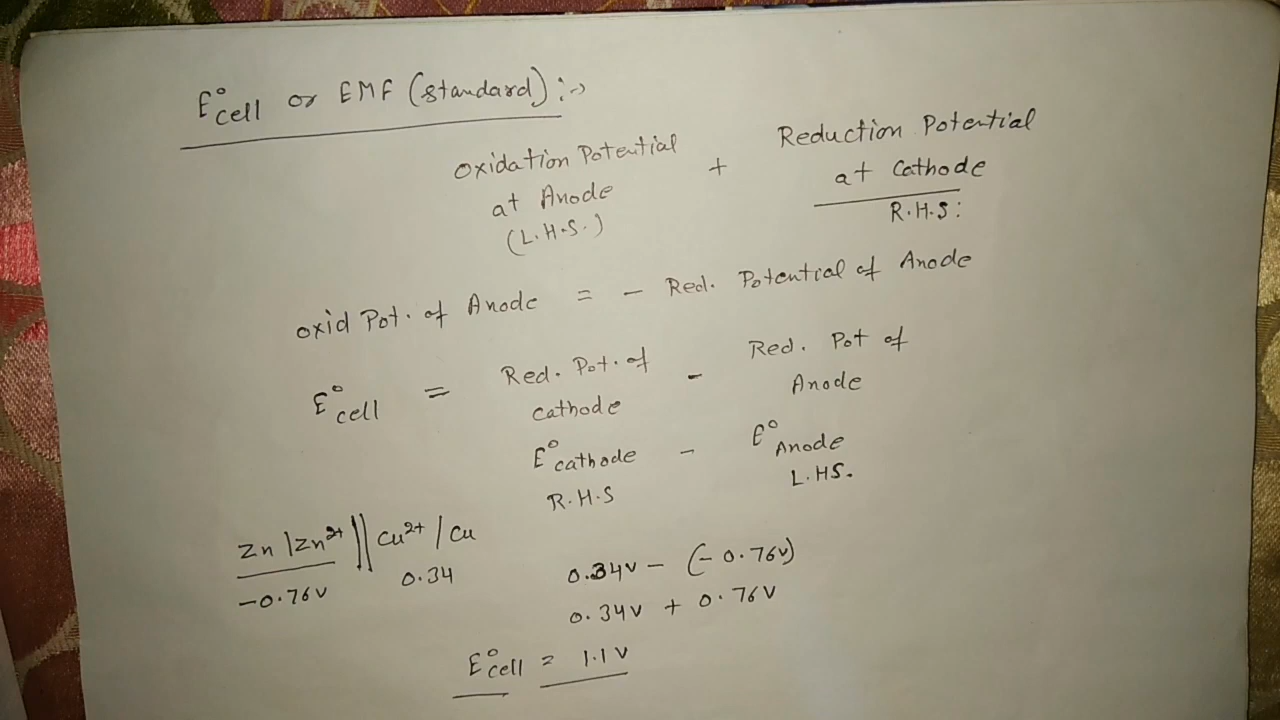 E°cell or EMF (standard) :→
Oxidation Potential + Reduction Potential
at Anode at Cathode
(L.H.S.) R.H.S:
Oxid Pot. of Anode = - Red. Potential of Anode
E°cell = Red. Pot. of - Red. Pot of
Cathode Anode
E°cathode - E°Anode
R.H.S L.HS.
Zn |Zn²⁺ || Cu²⁺ / Cu
-0.76V 0.34
0.34V - (-0.76V)
0.34V + 0.76V
E°cell = 1.1V